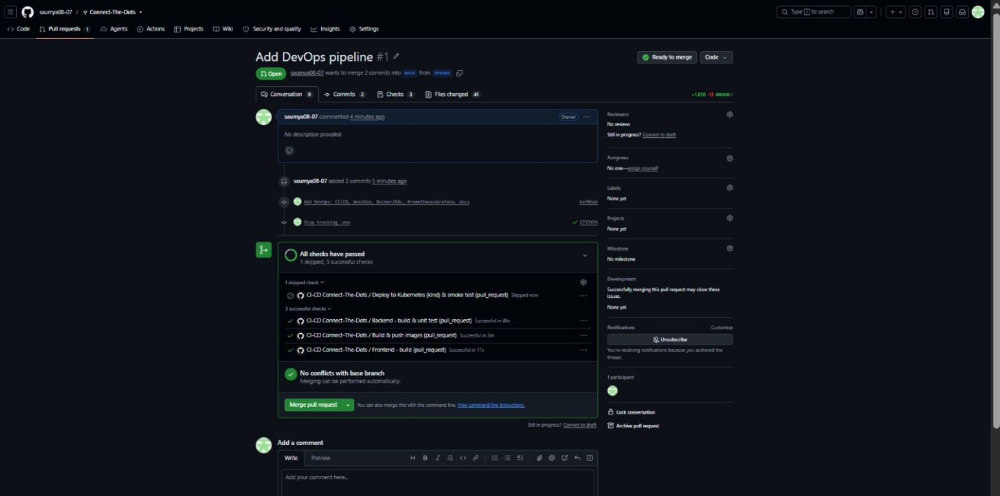 saumya08-07 / Connect-The-Dots
Type / to search
Code Pull requests 1 Agents Actions Projects Wiki Security and quality Insights Settings
Add DevOps pipeline #1
Ready to merge Code
Open saumya08-07 wants to merge 2 commits into main from devops
Conversation 0 Commits 2 Checks 3 Files changed 41
+1,898 -13
saumya08-07 commented 4 minutes ago
Owner
No description provided.
saumya08-07 added 2 commits 5 minutes ago
Add DevOps: CI/CD, Ansible, Docker/K8s, Prometheus+Grafana, docs
Stop tracking .env 2737476
All checks have passed
1 skipped, 3 successful checks
1 skipped check
CI-CD Connect-The-Dots / Deploy to Kubernetes (kind) & smoke test (pull_request) Skipped now
3 successful checks
CI-CD Connect-The-Dots / Backend - build & unit test (pull_request) Successful in 49s
CI-CD Connect-The-Dots / Build & push images (pull_request) Successful in 3m
CI-CD Connect-The-Dots / Frontend - build (pull_request) Successful in 17s
No conflicts with base branch
Merging can be performed automatically.
Merge pull request You can also merge this with the command line. View command line instructions.
Still in progress? Convert to draft
Add a comment
Write Preview
H B I
Add your comment here...
Reviewers
No reviews
Still in progress? Convert to draft
Assignees
No one—assign yourself
Labels
None yet
Projects
None yet
Milestone
No milestone
Development
Successfully merging this pull request may close these
issues.
None yet
Notifications Customize
Unsubscribe
You're receiving notifications because you authored the
thread.
1 participant
Lock conversation
Archive pull request